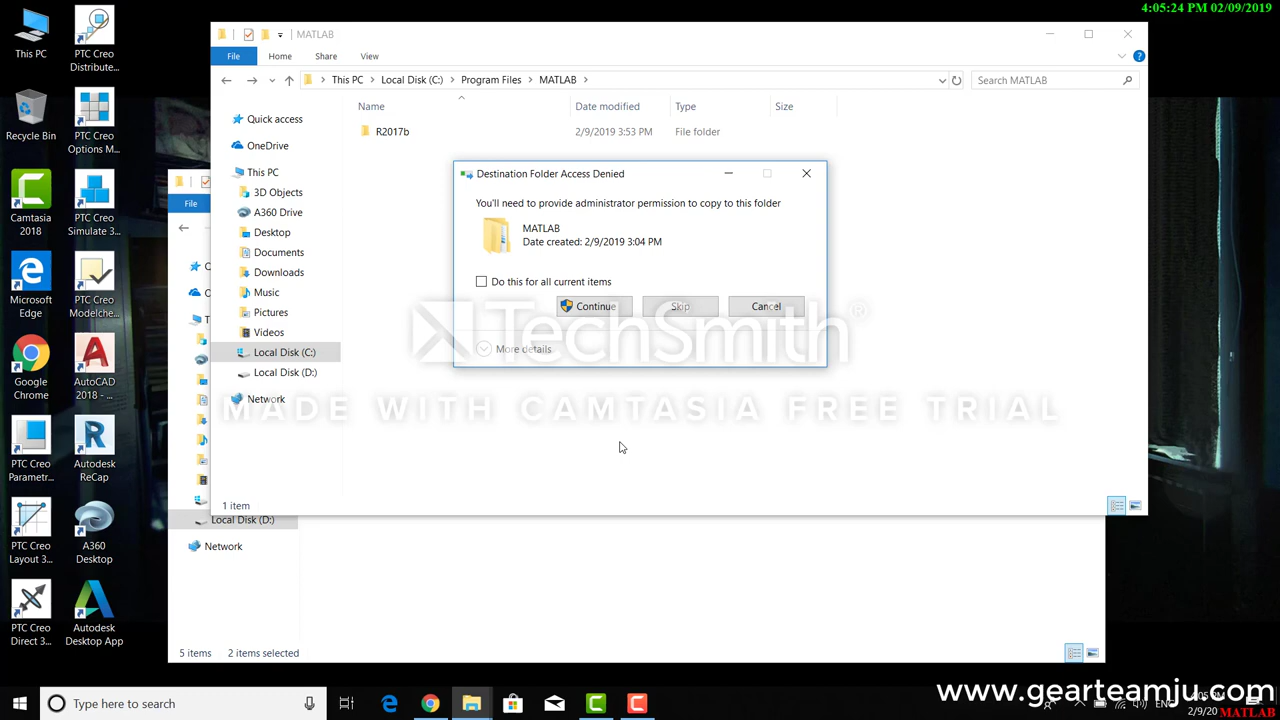 4:05:24 PM 02/09/2019
This PC
PTC Creo
Distribute...
Recycle Bin
PTC Creo
Options M...
Camtasia
2018
PTC Creo
Simulate 3...
Microsoft
Edge
PTC Creo
Modelche...
Google
Chrome
AutoCAD
2018 - ...
PTC Creo
Parametr...
Autodesk
ReCap
PTC Creo
Layout 3...
A360
Desktop
PTC Creo
Direct 3...
Autodesk
Desktop App
MATLAB
File
Home
Share
View
This PC
Local Disk (C:)
Program Files
MATLAB
Search MATLAB
Name
Date modified
Type
Size
R2017b
2/9/2019 3:53 PM
File folder
Quick access
OneDrive
This PC
3D Objects
A360 Drive
Desktop
Documents
Downloads
Music
Pictures
Videos
Local Disk (C:)
Local Disk (D:)
Network
1 item
Destination Folder Access Denied
You'll need to provide administrator permission to copy to this folder
MATLAB
Date created: 2/9/2019 3:04 PM
Do this for all current items
Continue
Skip
Cancel
More details
TechSmith®
MADE WITH CAMTASIA FREE TRIAL
File
Local Disk (D:)
Network
5 items
2 items selected
Type here to search
ENG
www.gearteamju.com
2/9/20
MATLAB